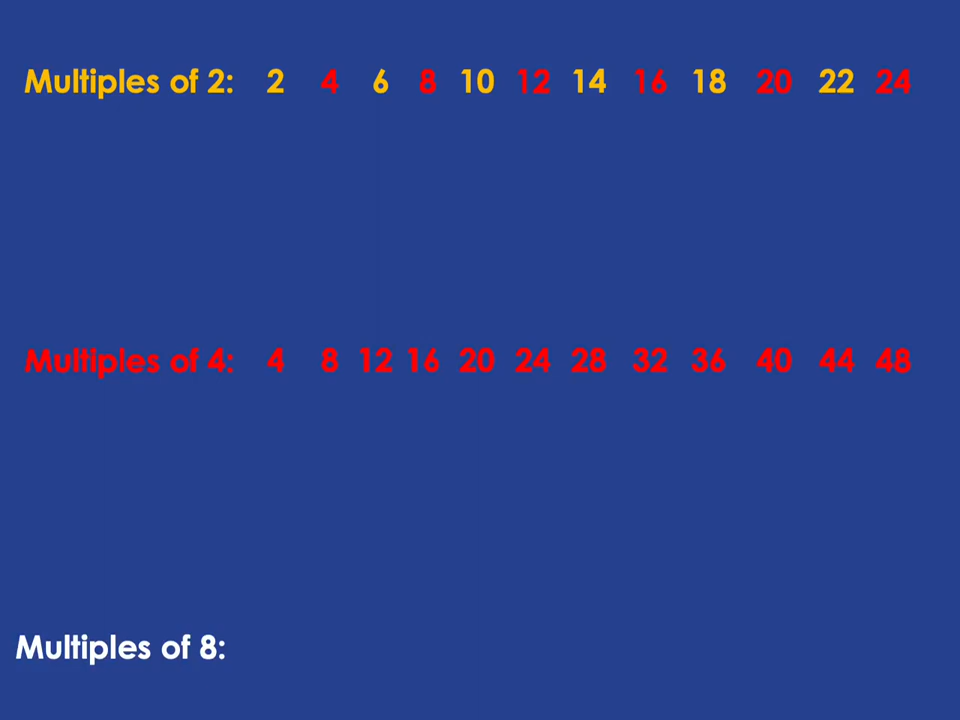 Multiples of 2: 2 4 6 8 10 12 14 16 18 20 22 24
Multiples of 4: 4 8 12 16 20 24 28 32 36 40 44 48
Multiples of 8: